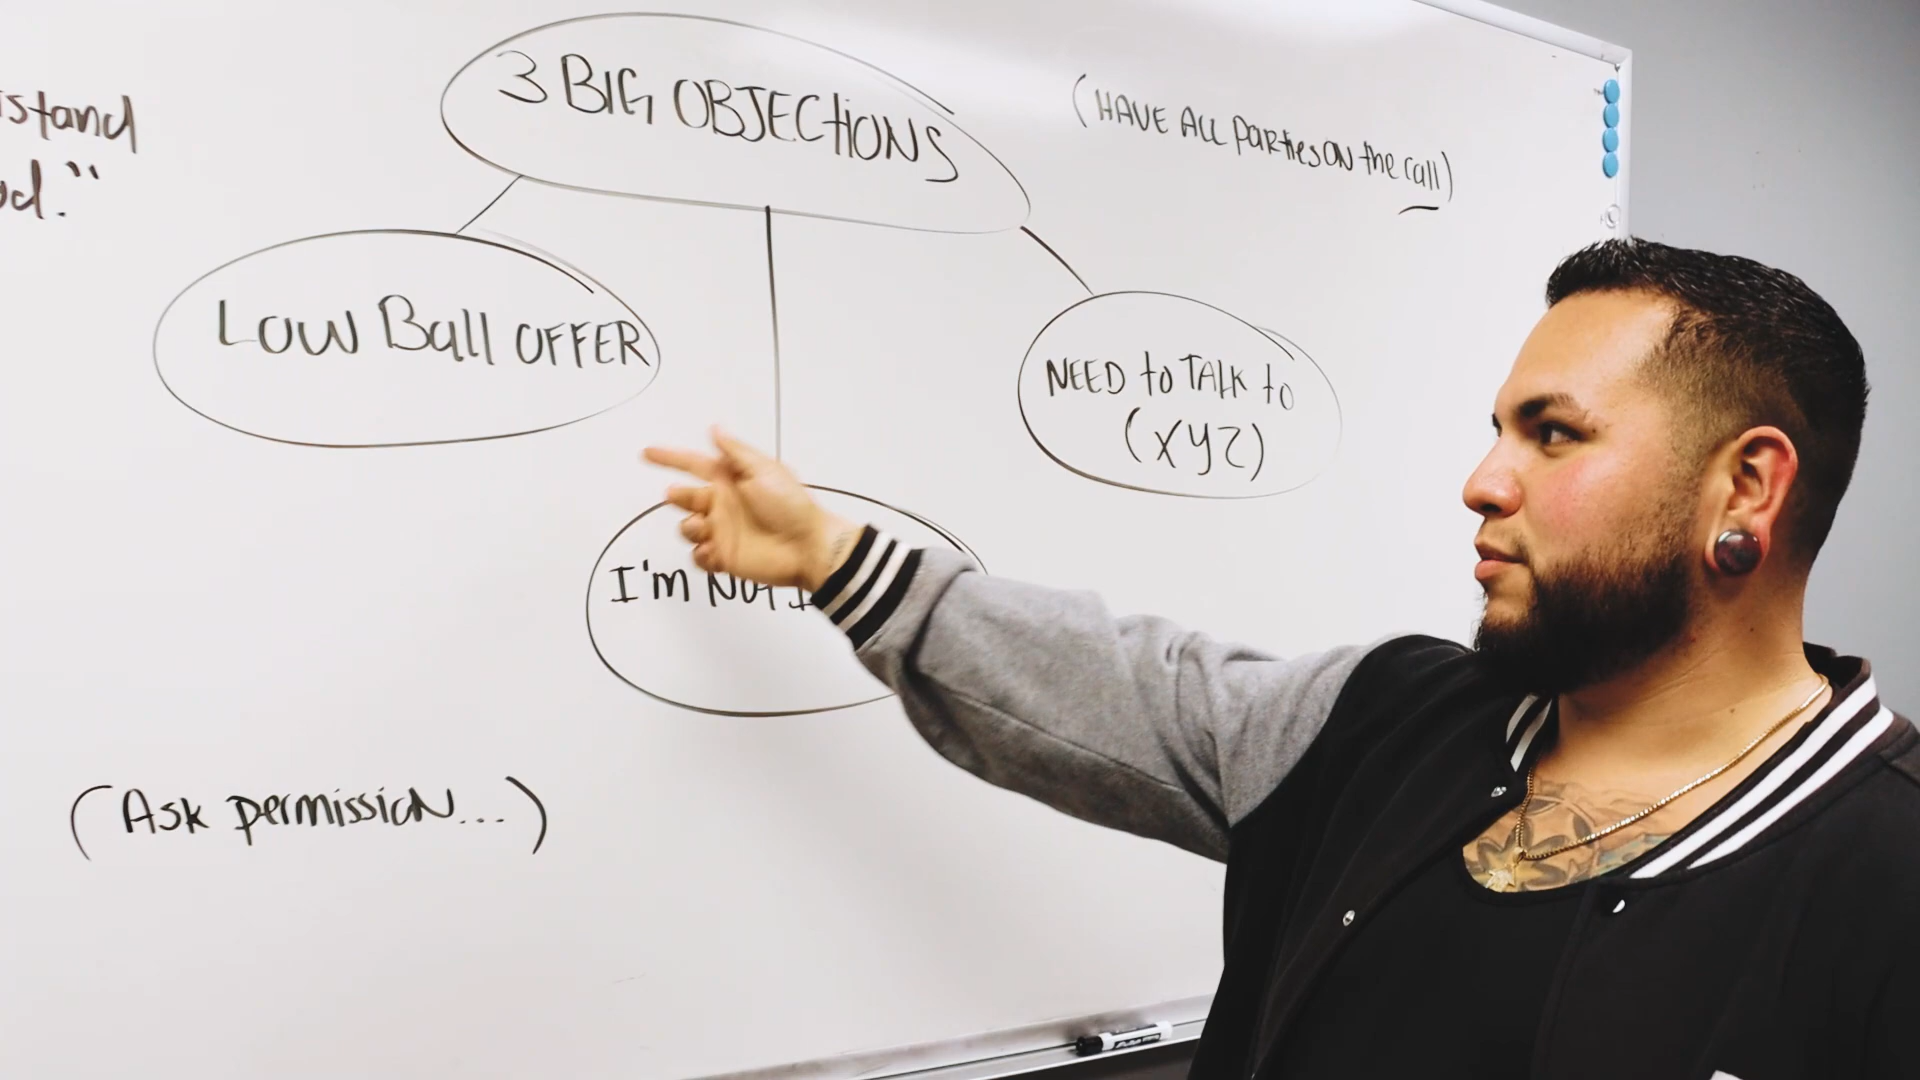 3 BIG OBJECTIONS
(HAVE ALL PARties ON the call)
LOW Ball OFFER
NEED to TALK to
(XYZ)
I'm NOT
(Ask permission...)